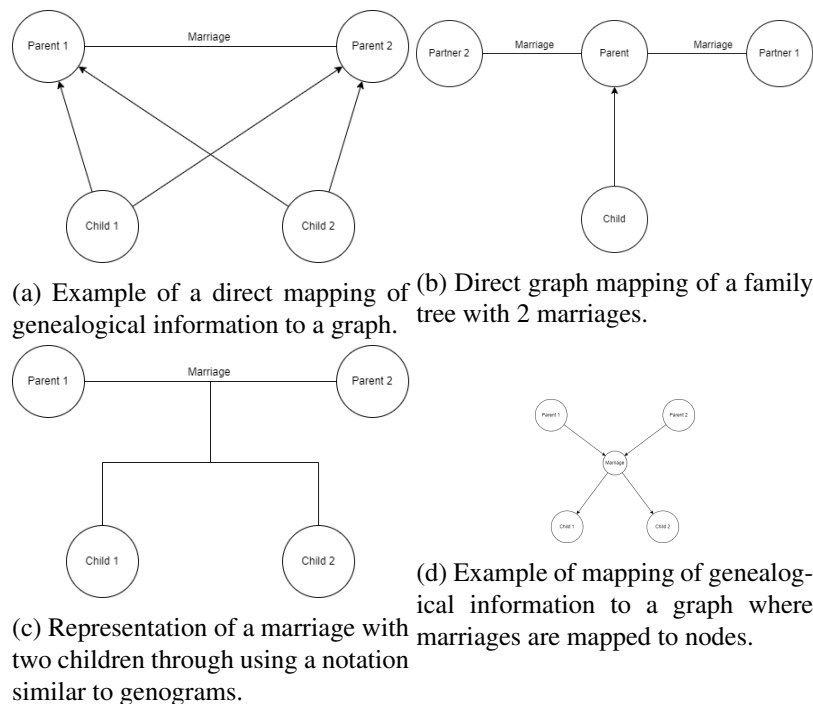 Parent 1
Marriage
Parent 2
Child 1
Child 2
(a) Example of a direct mapping of
genealogical information to a graph.
Partner 2
Marriage
Parent
Marriage
Partner 1
Child
(b) Direct graph mapping of a family
tree with 2 marriages.
Parent 1
Marriage
Parent 2
Child 1
Child 2
(c) Representation of a marriage with
two children through using a notation
similar to genograms.
Parent 1
Parent 2
Marriage
Child 1
Child 2
(d) Example of mapping of genealog-
ical information to a graph where
marriages are mapped to nodes.